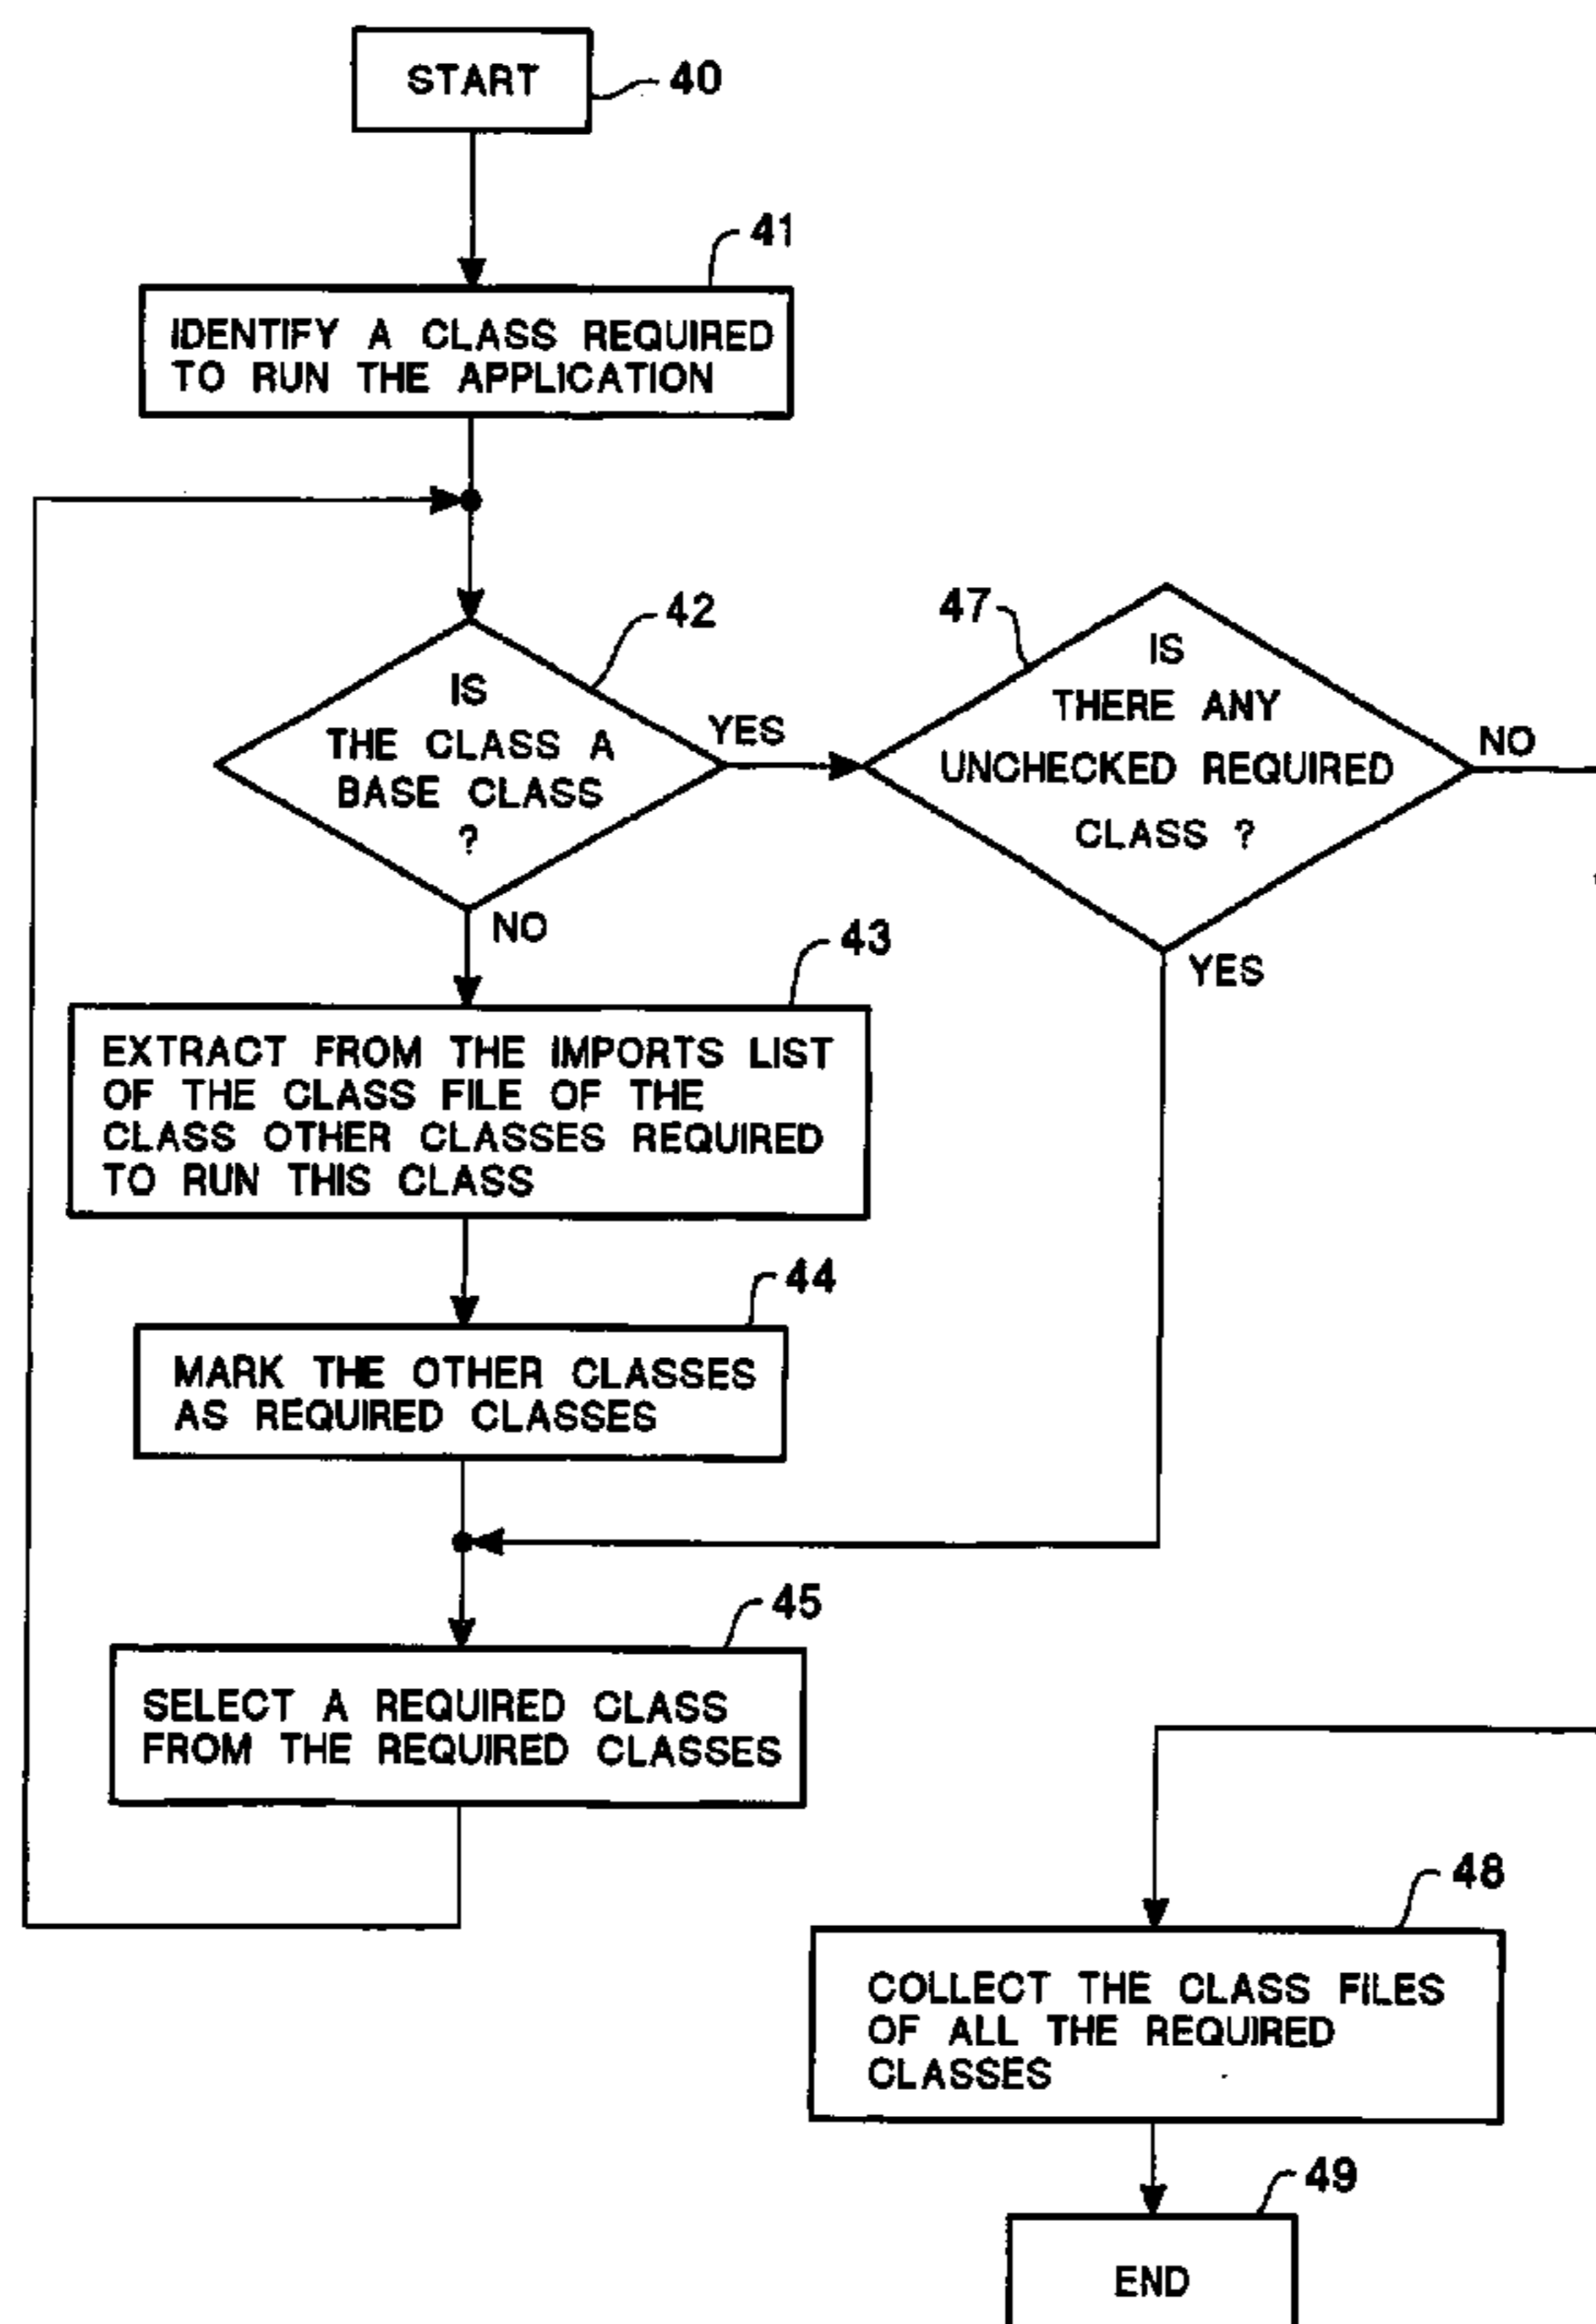 START
40
41
IDENTIFY A CLASS REQUIRED
TO RUN THE APPLICATION
42
IS
THE CLASS A
BASE CLASS
?
YES
NO
47
IS
THERE ANY
UNCHECKED REQUIRED
CLASS ?
NO
YES
43
EXTRACT FROM THE IMPORTS LIST
OF THE CLASS FILE OF THE
CLASS OTHER CLASSES REQUIRED
TO RUN THIS CLASS
44
MARK THE OTHER CLASSES
AS REQUIRED CLASSES
45
SELECT A REQUIRED CLASS
FROM THE REQUIRED CLASSES
48
COLLECT THE CLASS FILES
OF ALL THE REQUIRED
CLASSES
49
END